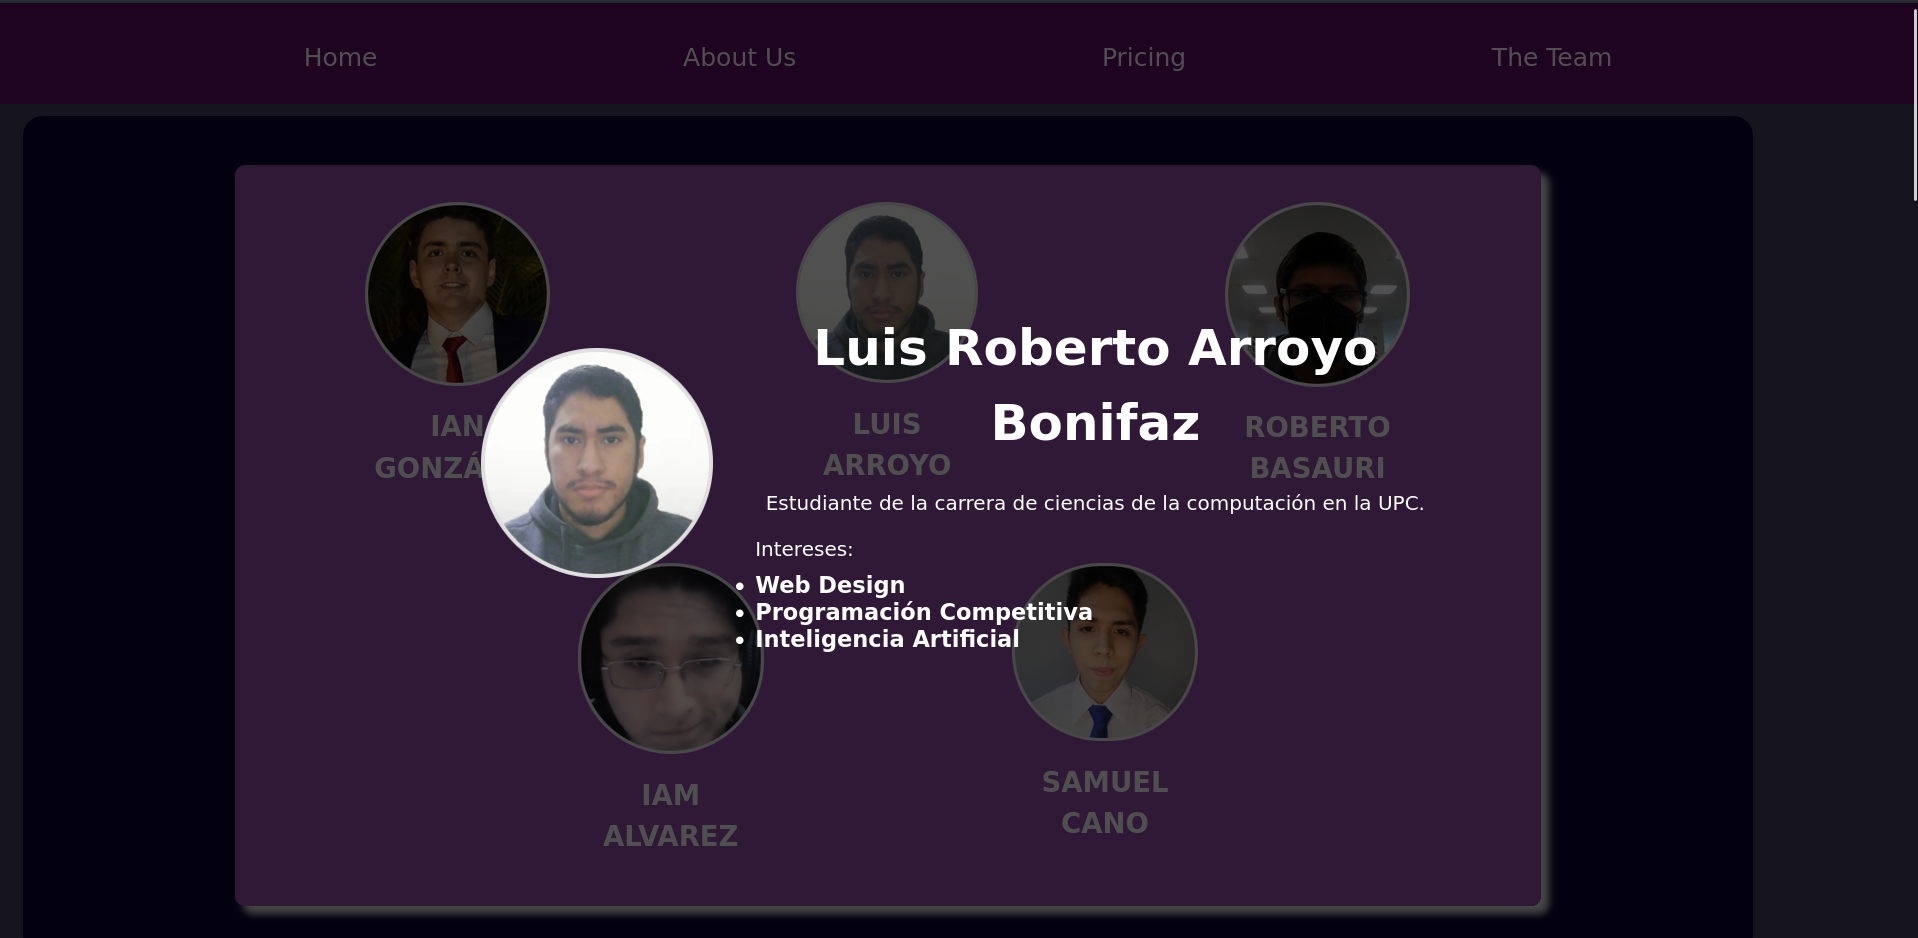 Home About Us Pricing The Team
Luis Roberto Arroyo
Bonifaz
Estudiante de la carrera de ciencias de la computación en la UPC.
Intereses:
• Web Design
• Programación Competitiva
• Inteligencia Artificial
IAN
GONZÁ
LUIS
ARROYO
ROBERTO
BASAURI
IAM
ALVAREZ
SAMUEL
CANO